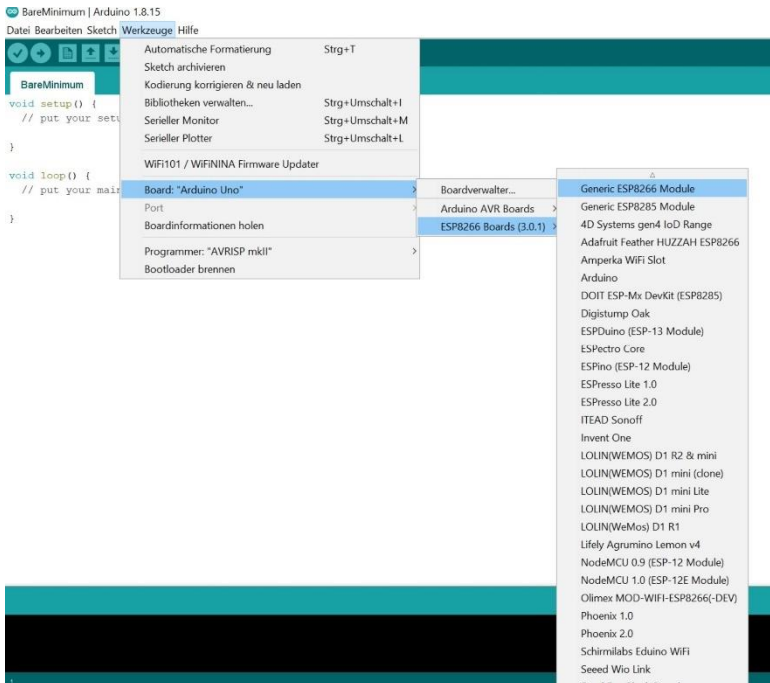 BareMinimum | Arduino 1.8.15
Datei Bearbeiten Sketch Werkzeuge Hilfe
BareMinimum
void setup() {
// put your setu
}
void loop() {
// put your main
}
Automatische Formatierung Strg+T
Sketch archivieren
Kodierung korrigieren & neu laden
Bibliotheken verwalten... Strg+Umschalt+I
Serieller Monitor Strg+Umschalt+M
Serieller Plotter Strg+Umschalt+L
WiFi101 / WiFiNINA Firmware Updater
Board: "Arduino Uno"
Port
Boardinformationen holen
Programmer: "AVRISP mkII"
Bootloader brennen
Boardverwalter...
Arduino AVR Boards
ESP8266 Boards (3.0.1)
Generic ESP8266 Module
Generic ESP8285 Module
4D Systems gen4 IoD Range
Adafruit Feather HUZZAH ESP8266
Amperka WiFi Slot
Arduino
DOIT ESP-Mx DevKit (ESP8285)
Digistump Oak
ESPDuino (ESP-13 Module)
ESPectro Core
ESPino (ESP-12 Module)
ESPresso Lite 1.0
ESPresso Lite 2.0
ITEAD Sonoff
Invent One
LOLIN(WEMOS) D1 R2 & mini
LOLIN(WEMOS) D1 mini (clone)
LOLIN(WEMOS) D1 mini Lite
LOLIN(WEMOS) D1 mini Pro
LOLIN(WeMos) D1 R1
Lifely Agrumino Lemon v4
NodeMCU 0.9 (ESP-12 Module)
NodeMCU 1.0 (ESP-12E Module)
Olimex MOD-WIFI-ESP8266(-DEV)
Phoenix 1.0
Phoenix 2.0
Schirmilabs Eduino WiFi
Seeed Wio Link